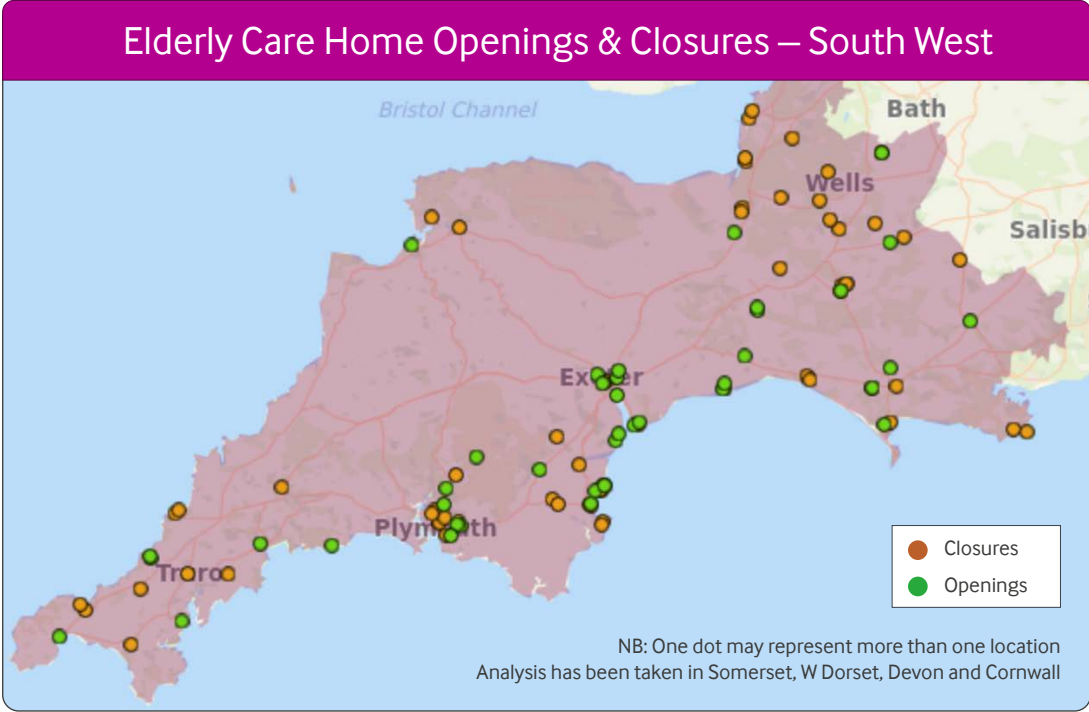 Elderly Care Home Openings & Closures – South West
Bristol Channel
Bath
Wells
Exeter
Plymouth
Truro
Closures
Openings
NB: One dot may represent more than one location
Analysis has been taken in Somerset, W Dorset, Devon and Cornwall